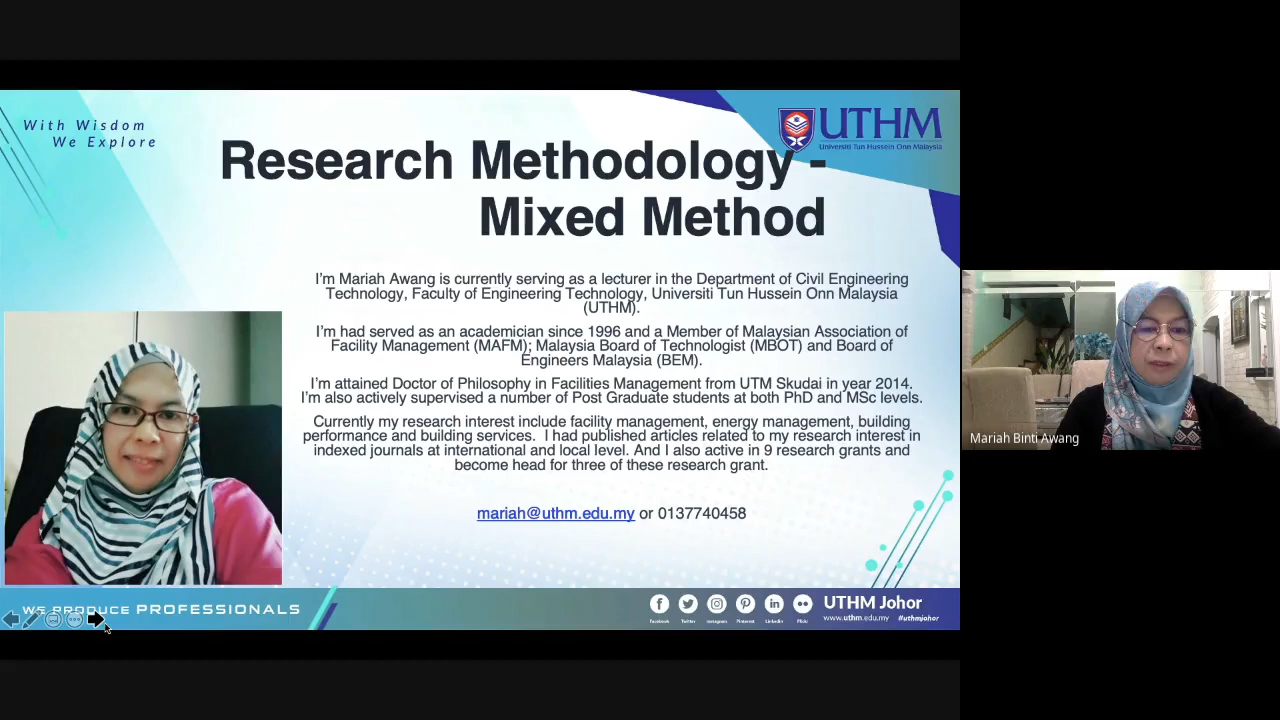 With Wisdom
We Explore
UTHM
Universiti Tun Hussein Onn Malaysia
Research Methodology -
Mixed Method
I'm Mariah Awang is currently serving as a lecturer in the Department of Civil Engineering
Technology, Faculty of Engineering Technology, Universiti Tun Hussein Onn Malaysia
(UTHM).
I'm had served as an academician since 1996 and a Member of Malaysian Association of
Facility Management (MAFM); Malaysia Board of Technologist (MBOT) and Board of
Engineers Malaysia (BEM).
I'm attained Doctor of Philosophy in Facilities Management from UTM Skudai in year 2014.
I'm also actively supervised a number of Post Graduate students at both PhD and MSc levels.
Currently my research interest include facility management, energy management, building
performance and building services. I had published articles related to my research interest in
indexed journals at international and local level. And I also active in 9 research grants and
become head for three of these research grant.
mariah@uthm.edu.my or 0137740458
Mariah Binti Awang
WE PRODUCE PROFESSIONALS
Facebook Twitter Instagram Pinterest LinkedIn Flickr
UTHM Johor
www.uthm.edu.my #uthmjohor